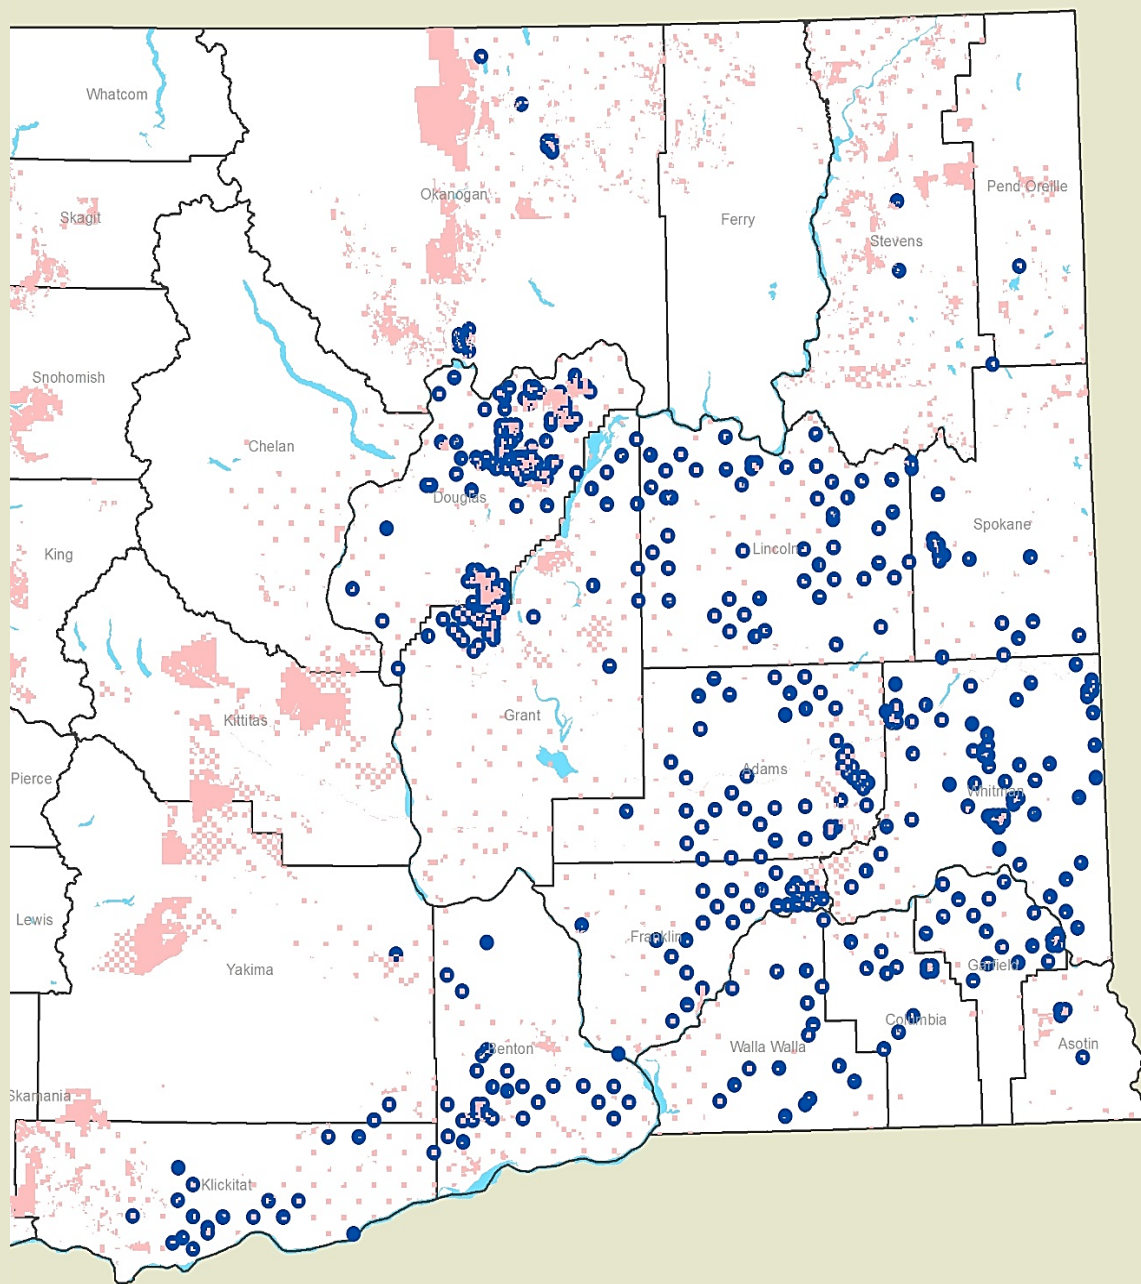 Whatcom
Okanogan
Pend Oreille
Skagit
Ferry
Stevens
Snohomish
Chelan
Douglas
Spokane
King
Lincoln
Kittitas
Grant
Adams
Pierce
Whitman
Lewis
Franklin
Yakima
Garfield
Columbia
Benton
Walla Walla
Asotin
Skamania
Klickitat